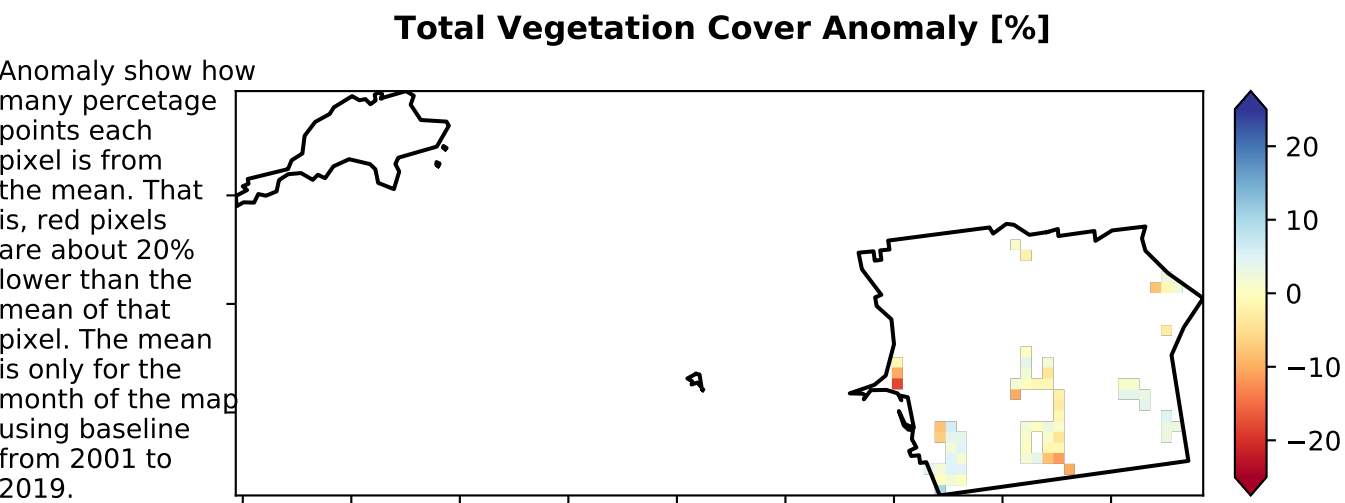 Total Vegetation Cover Anomaly [%]
Anomaly show how
many percetage
points each
pixel is from
the mean. That
is, red pixels
are about 20%
lower than the
mean of that
pixel. The mean
is only for the
month of the map
using baseline
from 2001 to
2019.
20
10
0
−10
−20